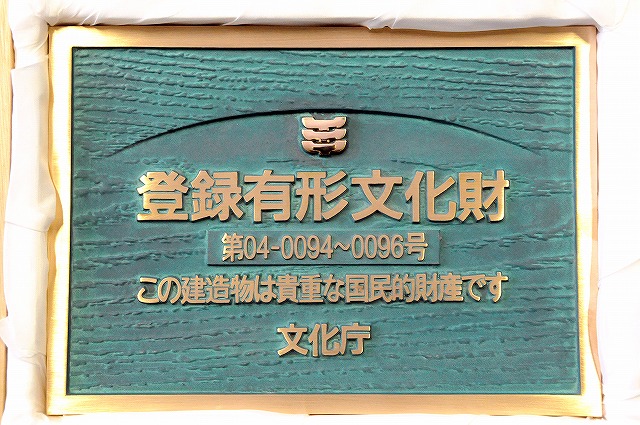 登録有形文化財
第04-0094~0096号
この建造物は貴重な国民的財産です
文化庁